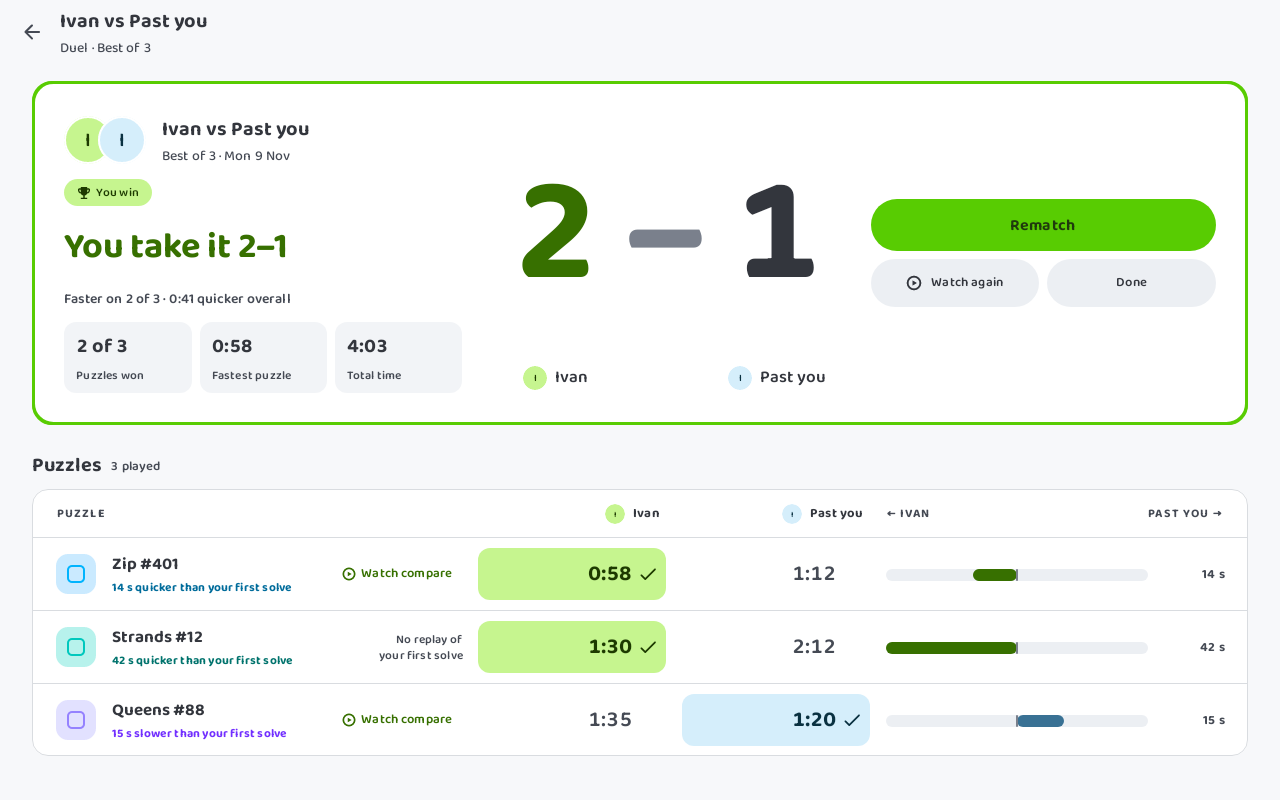 Ivan vs Past you
Duel · Best of 3
I
I
Ivan vs Past you
Best of 3 · Mon 9 Nov
You win
You take it 2–1
Faster on 2 of 3 · 0:41 quicker overall
2 of 3
Puzzles won
0:58
Fastest puzzle
4:03
Total time
2 – 1
I
Ivan
I
Past you
Rematch
Watch again
Done
Puzzles 3 played
PUZZLE
I
Ivan
I
Past you
← IVAN
PAST YOU →
Zip #401
14 s quicker than your first solve
Watch compare
0:58
1:12
14 s
Strands #12
42 s quicker than your first solve
No replay of
your first solve
1:30
2:12
42 s
Queens #88
15 s slower than your first solve
Watch compare
1:35
1:20
15 s